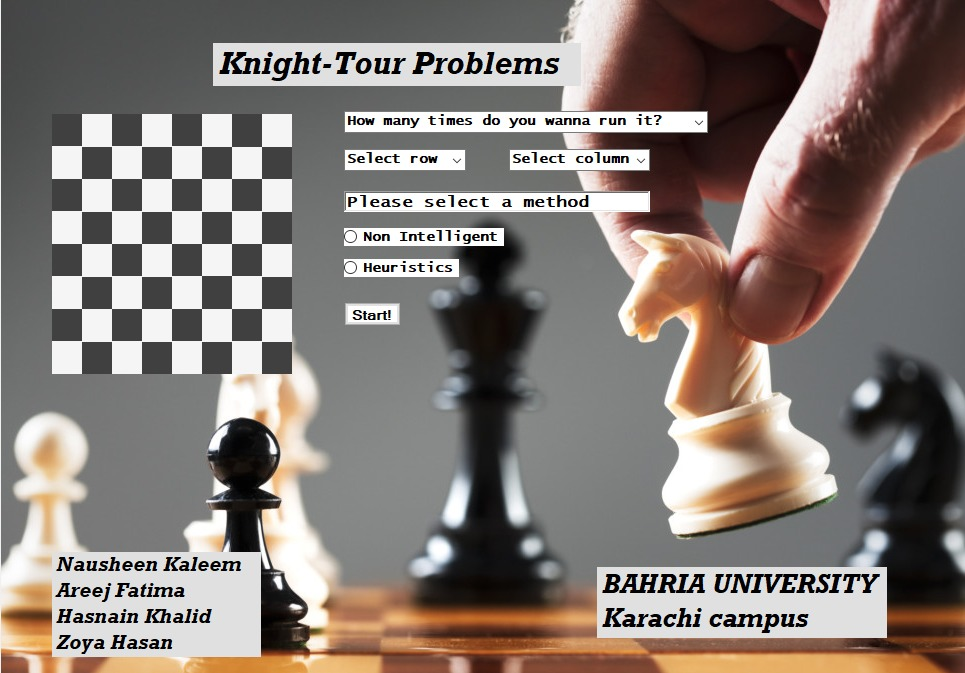 Knight-Tour Problems
How many times do you wanna run it?
Select row
Select column
Please select a method
Non Intelligent
Heuristics
Start!
Nausheen Kaleem
Areej Fatima
Hasnain Khalid
Zoya Hasan
BAHRIA UNIVERSITY
Karachi campus